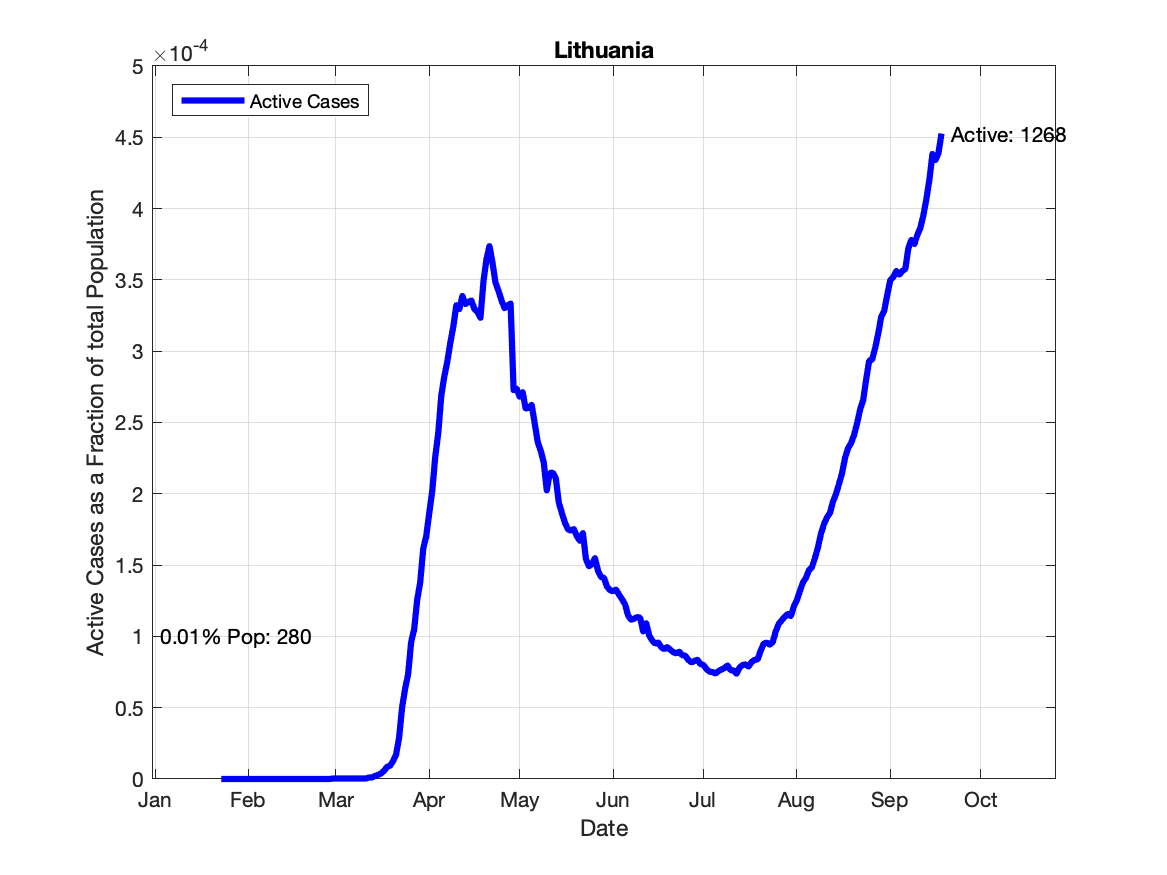 Lithuania
×10-4
5
4.5
4
3.5
3
2.5
2
1.5
1
0.5
0
Active Cases as a Fraction of total Population
Active Cases
Active: 1268
0.01% Pop: 280
Jan Feb Mar Apr May Jun Jul Aug Sep Oct
Date